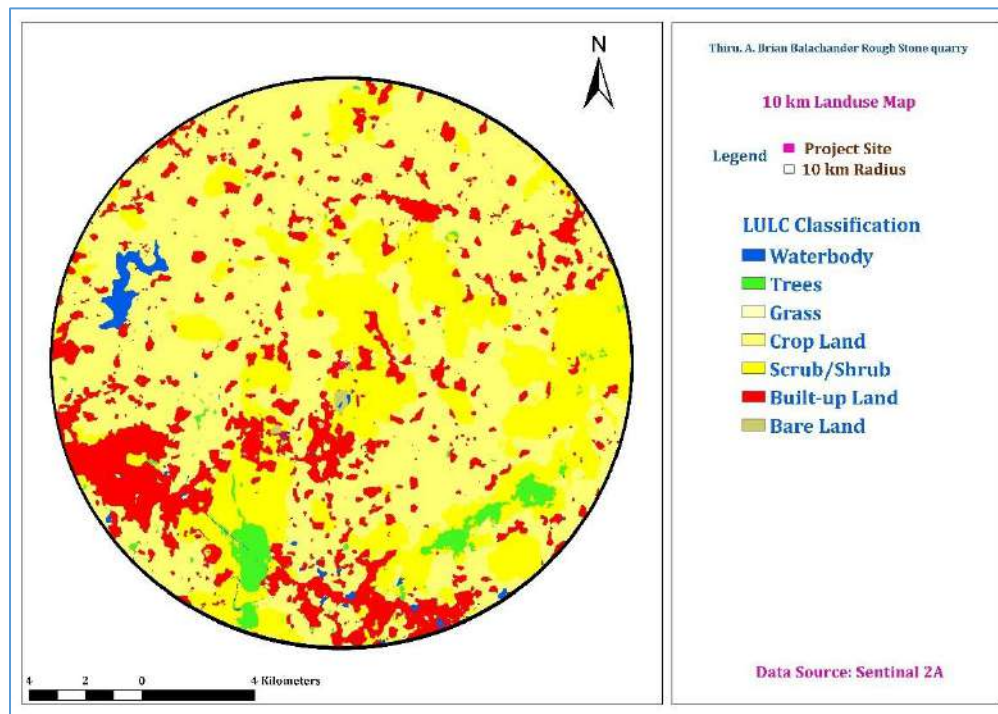 N
4 2 0 4 Kilometers
Thiru. A. Brian Balachander Rough Stone quarry
10 km Landuse Map
Legend
Project Site
10 km Radius
LULC Classification
Waterbody
Trees
Grass
Crop Land
Scrub/Shrub
Built-up Land
Bare Land
Data Source: Sentinal 2A